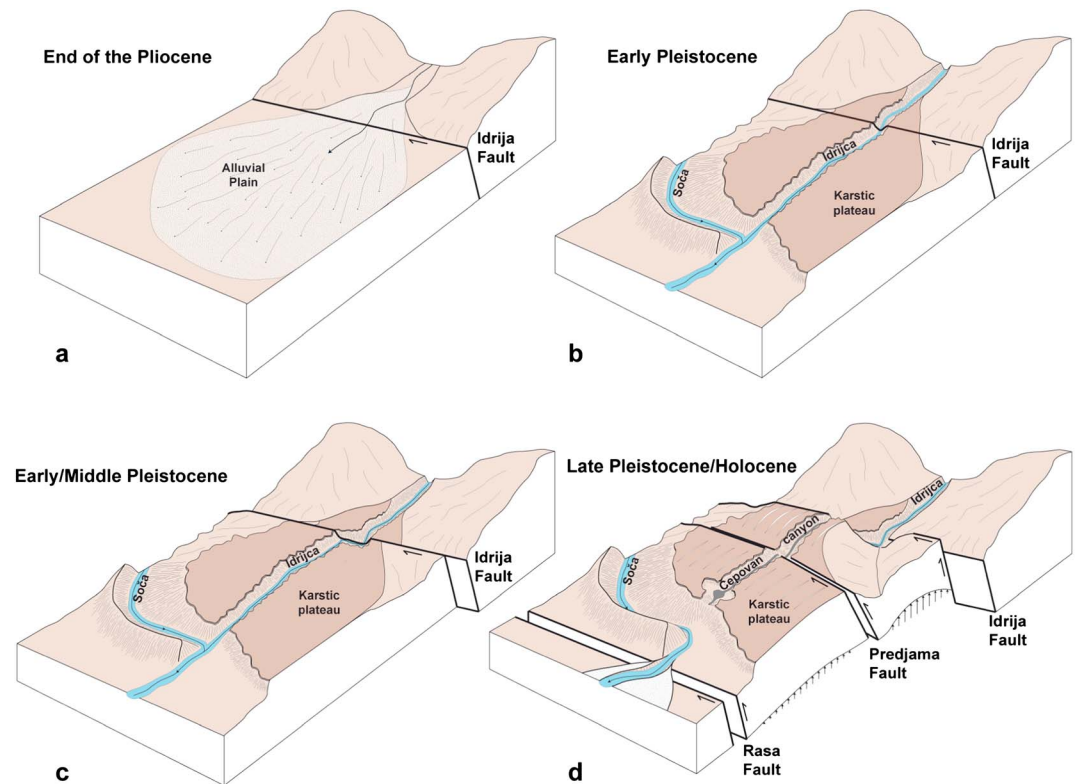 End of the Pliocene
Alluvial
Plain
Idrija
Fault
a
Early Pleistocene
Soča
Idrijca
Karstic
plateau
Idrija
Fault
b
Early/Middle Pleistocene
Soča
Idrijca
Karstic
plateau
Idrija
Fault
c
Late Pleistocene/Holocene
Idrijca
canyon
Čepovan
Soča
Karstic
plateau
Idrija
Fault
Predjama
Fault
Rasa
Fault
d